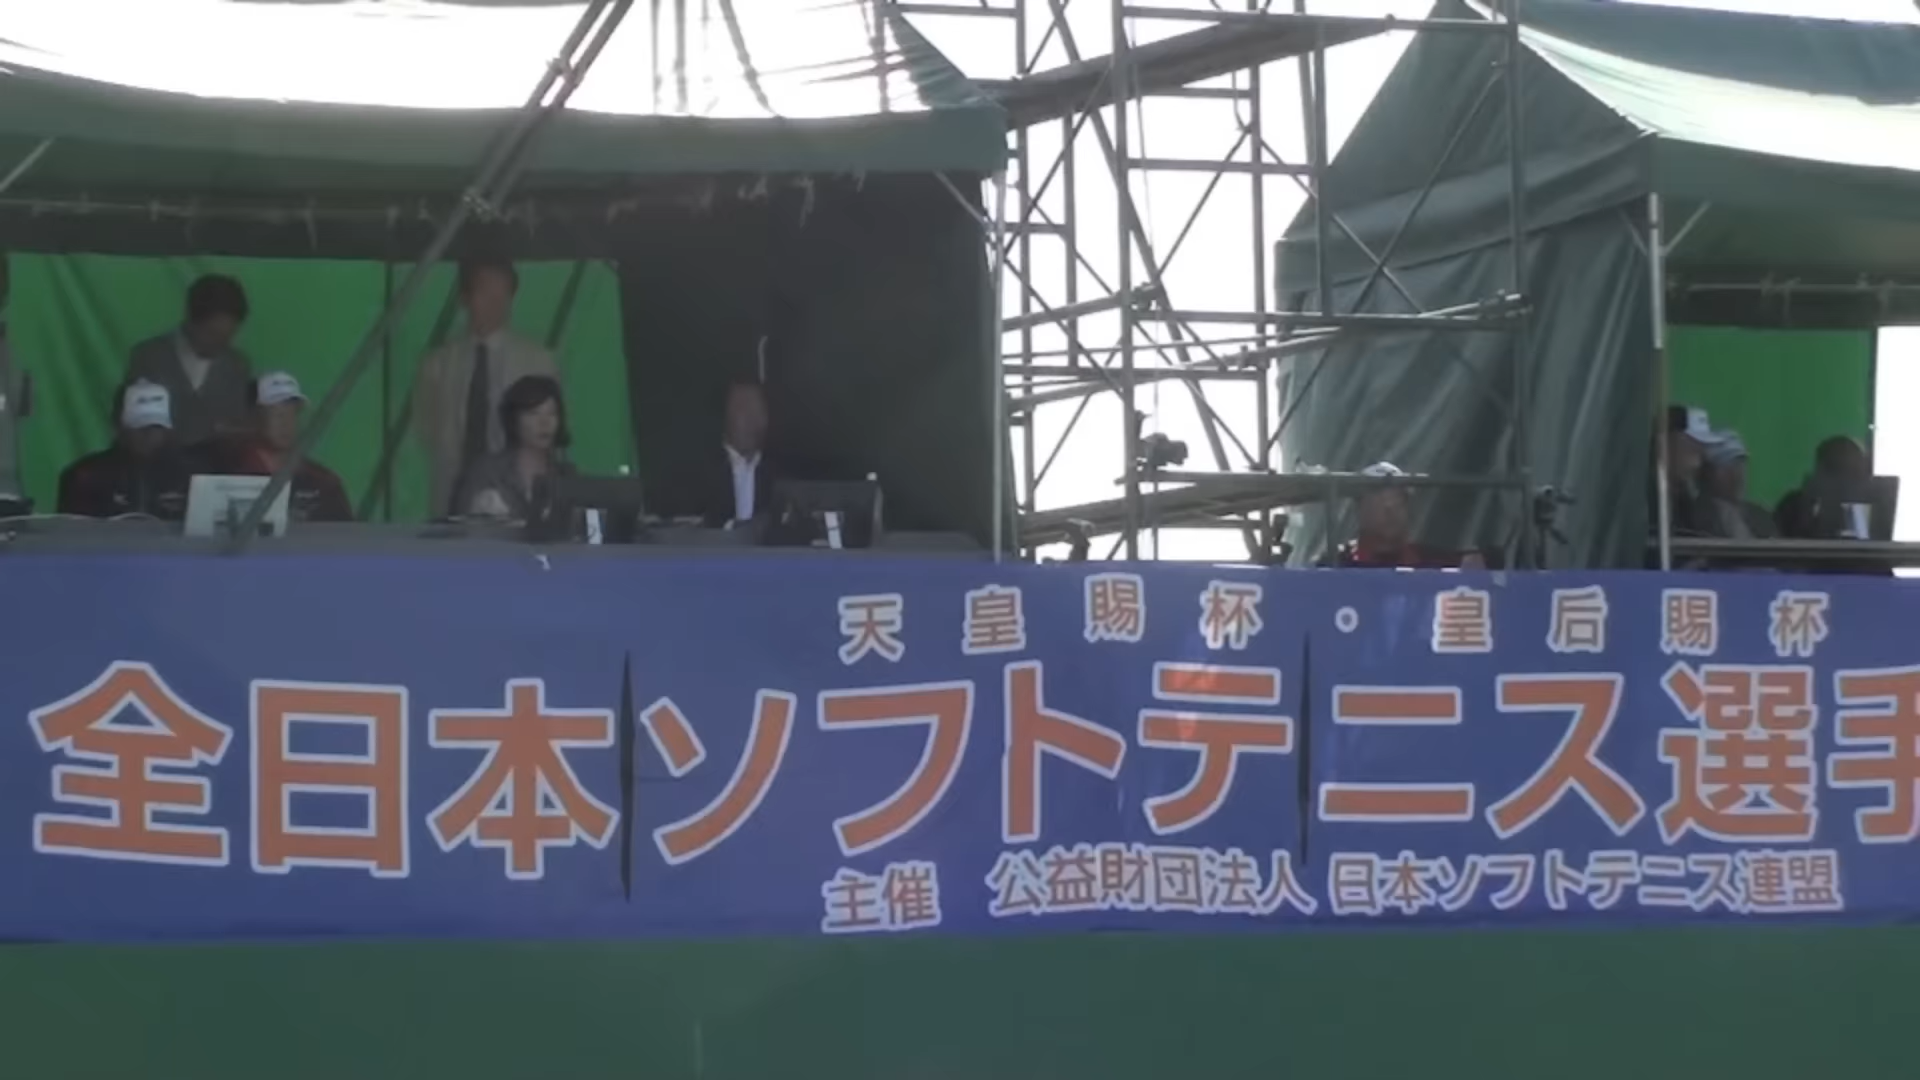 天皇賜杯・皇后賜杯
全日本ソフトテニス選手
主催 公益財団法人 日本ソフトテニス連盟